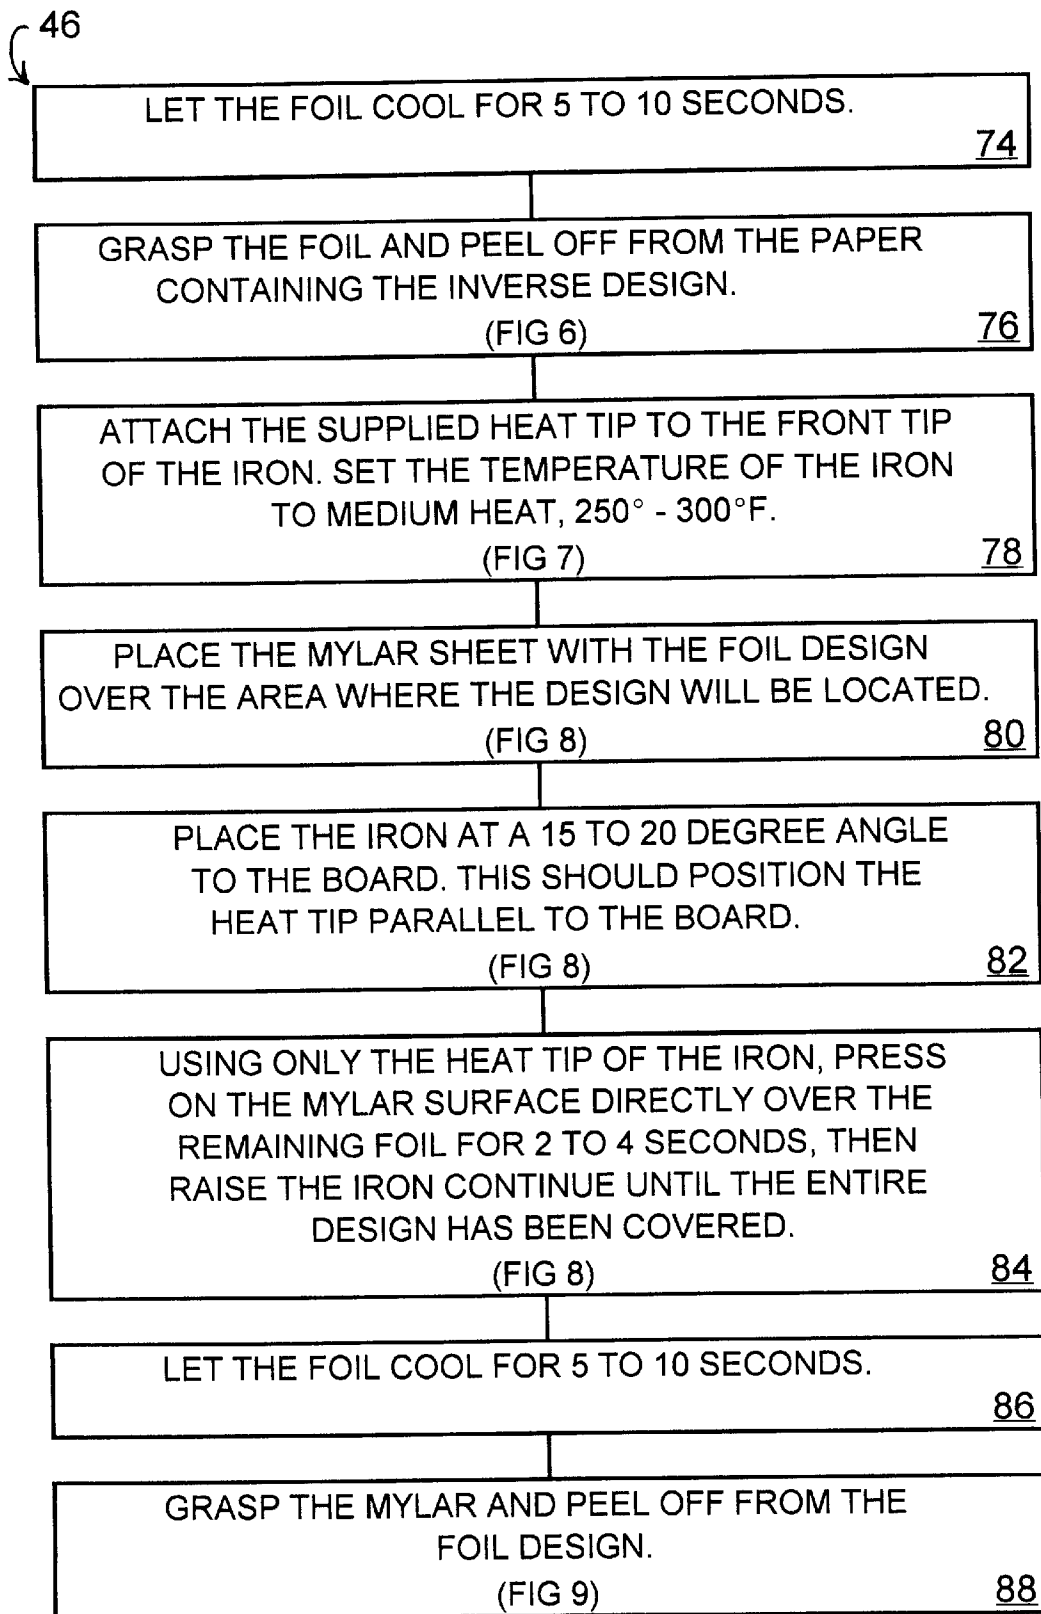 46
LET THE FOIL COOL FOR 5 TO 10 SECONDS.
74
GRASP THE FOIL AND PEEL OFF FROM THE PAPER
CONTAINING THE INVERSE DESIGN.
(FIG 6)
76
ATTACH THE SUPPLIED HEAT TIP TO THE FRONT TIP
OF THE IRON. SET THE TEMPERATURE OF THE IRON
TO MEDIUM HEAT, 250° - 300°F.
(FIG 7)
78
PLACE THE MYLAR SHEET WITH THE FOIL DESIGN
OVER THE AREA WHERE THE DESIGN WILL BE LOCATED.
(FIG 8)
80
PLACE THE IRON AT A 15 TO 20 DEGREE ANGLE
TO THE BOARD. THIS SHOULD POSITION THE
HEAT TIP PARALLEL TO THE BOARD.
(FIG 8)
82
USING ONLY THE HEAT TIP OF THE IRON, PRESS
ON THE MYLAR SURFACE DIRECTLY OVER THE
REMAINING FOIL FOR 2 TO 4 SECONDS, THEN
RAISE THE IRON CONTINUE UNTIL THE ENTIRE
DESIGN HAS BEEN COVERED.
(FIG 8)
84
LET THE FOIL COOL FOR 5 TO 10 SECONDS.
86
GRASP THE MYLAR AND PEEL OFF FROM THE
FOIL DESIGN.
(FIG 9)
88